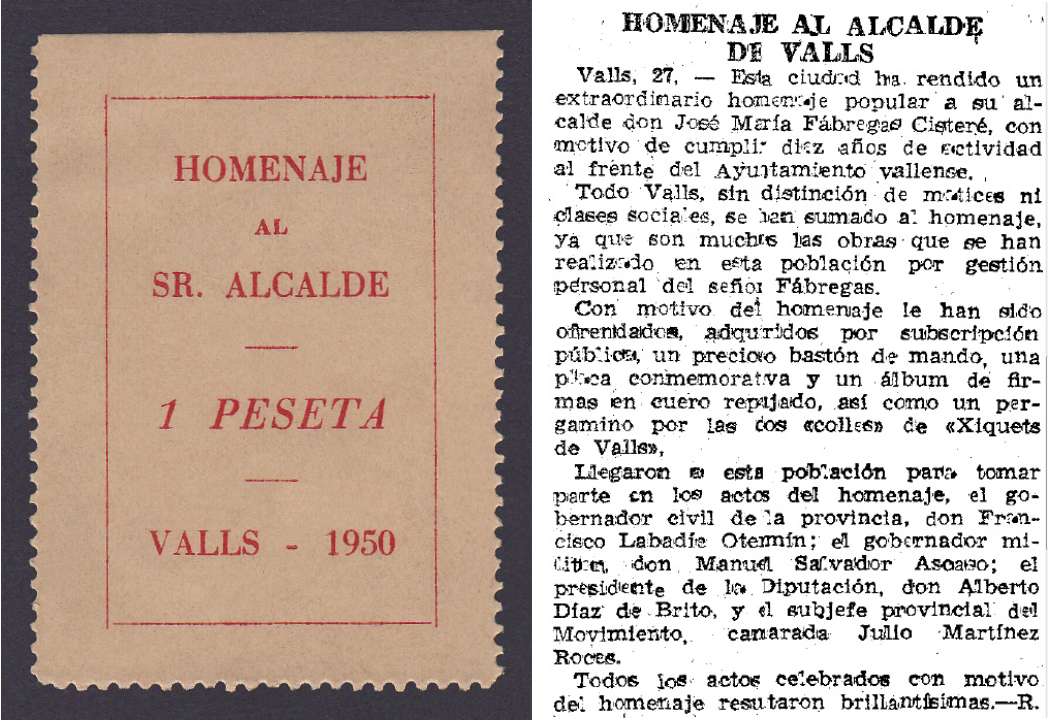 HOMENAJE
AL
SR. ALCALDE
1 PESETA
VALLS - 1950
HOMENAJE AL ALCALDE
DE VALLS
Valls, 27. — Esta ciudad ha rendido un
extraordinario homenaje popular a su al-
calde don José María Fábregas Cisteré, con
motivo de cumplir diez años de actividad
al frente del Ayuntamiento vallense.
Todo Valls, sin distinción de matices ni
clases sociales, se han sumado al homenaje,
ya que son muchas las obras que se han
realizado en esta población por gestión
personal del señor Fábregas.
Con motivo del homenaje le han sido
ofrendados, adquridos por subscripción
pública, un precioso bastón de mando, una
placa conmemorativa y un álbum de fir-
mas en cuero repujado, así como un per-
gamino por las dos «colles» de «Xiquets
de Valls»,
Llegaron a esta población para tomar
parte en los actos del homenaje, el go-
bernador civil de la provincia, don Fran-
cisco Labadíe Otermín; el gobernador mi-
litar, don Manuel Salvador Ascaso; el
presidente de la Diputación, don Alberto
Díaz de Brito, y el subjefe provincial del
Movimiento, camarada Julio Martínez
Roces.
Todos los actos celebrados con motivo
del homenaje resutaron brillantísimas.—R.